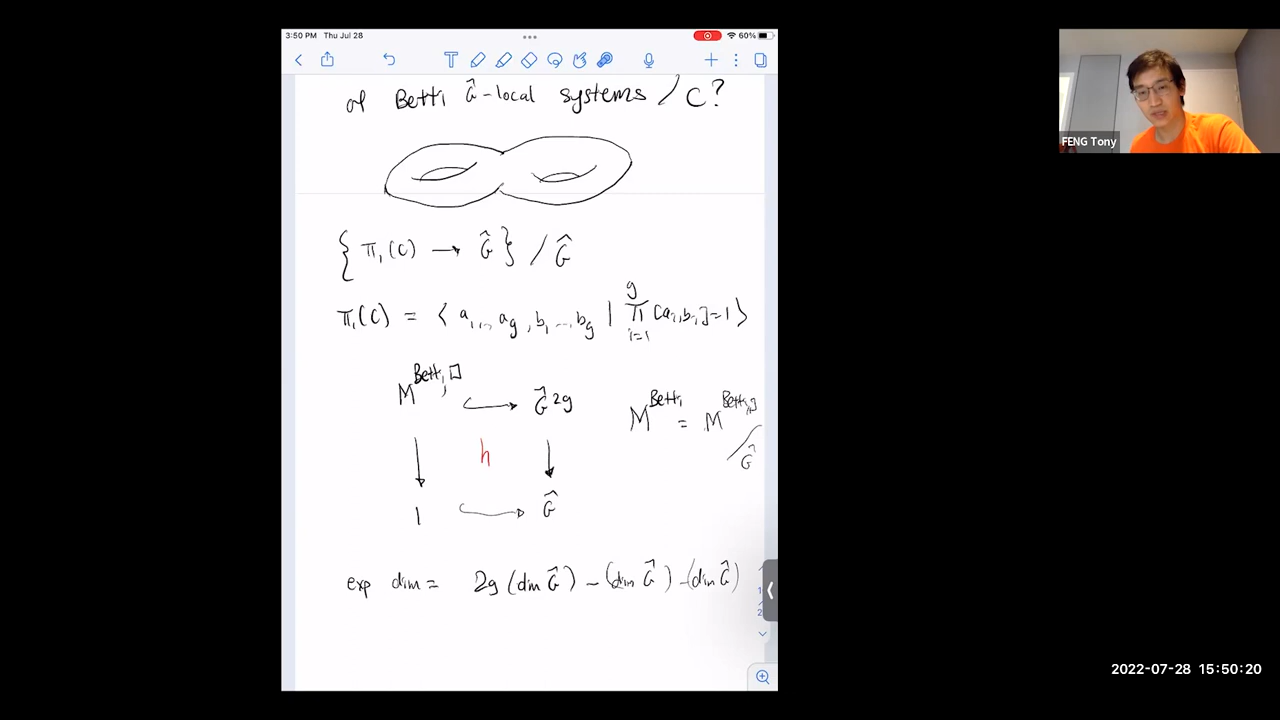 3:50 PM Thu Jul 28
60%
of Betti Ĝ-local systems / C?
{ π₁(C) → Ĝ } / Ĝ
π₁(C) = ⟨ a₁, ..., a_g, b₁ ... b_g | ∏_{i=1}^{g} [a_i, b_i] = 1 ⟩
M^{Betti, □} ↪ Ĝ^{2g}
M^{Betti} = M^{Betti, □} / Ĝ
h
1 ↪ Ĝ
exp dim = 2g (dim Ĝ) - (dim Ĝ) - (dim Ĝ)
FENG Tony
2022-07-28 15:50:20